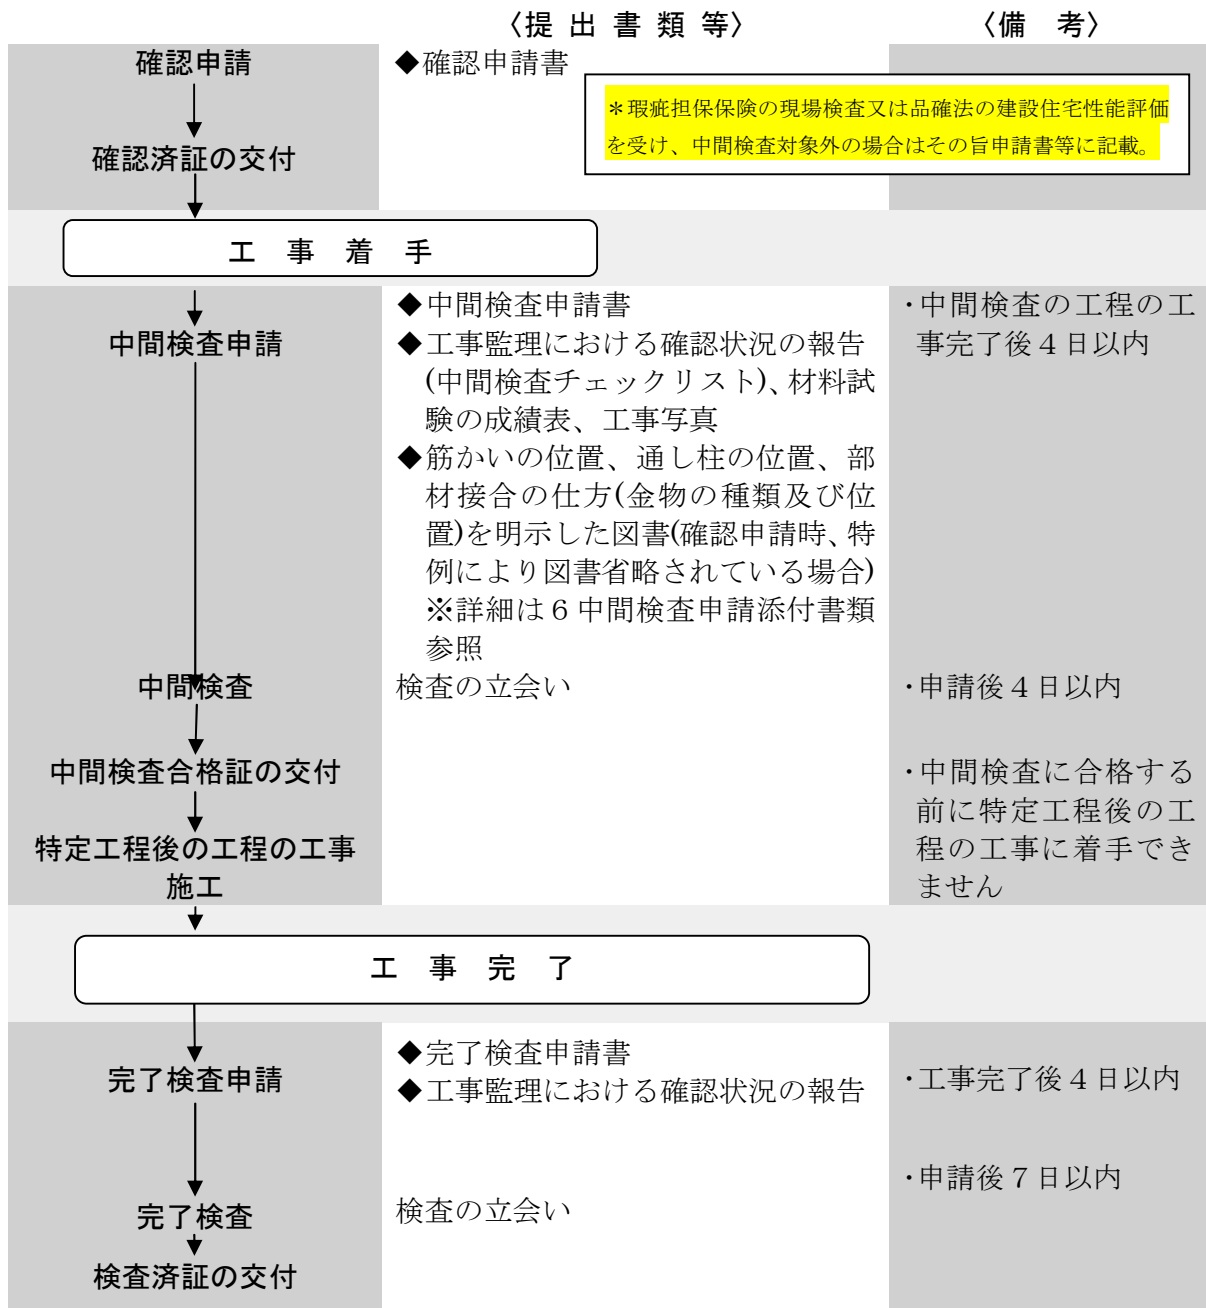 〈提 出 書 類 等〉
〈備　考〉
確認申請
◆確認申請書
＊瑕疵担保保険の現場検査又は品確法の建設住宅性能評価
を受け、中間検査対象外の場合はその旨申請書等に記載。
確認済証の交付
工　事　着　手
中間検査申請
◆中間検査申請書
◆工事監理における確認状況の報告
(中間検査チェックリスト)、材料試
験の成績表、工事写真
◆筋かいの位置、通し柱の位置、部
材接合の仕方(金物の種類及び位
置)を明示した図書(確認申請時、特
例により図書省略されている場合)
※詳細は６中間検査申請添付書類
参照
・中間検査の工程の工
事完了後４日以内
中間検査
検査の立会い
・申請後４日以内
中間検査合格証の交付
・中間検査に合格する
前に特定工程後の工
程の工事に着手でき
ません
特定工程後の工程の工事
施工
工　事　完　了
完了検査申請
◆完了検査申請書
◆工事監理における確認状況の報告
・工事完了後４日以内
・申請後７日以内
完了検査
検査の立会い
検査済証の交付